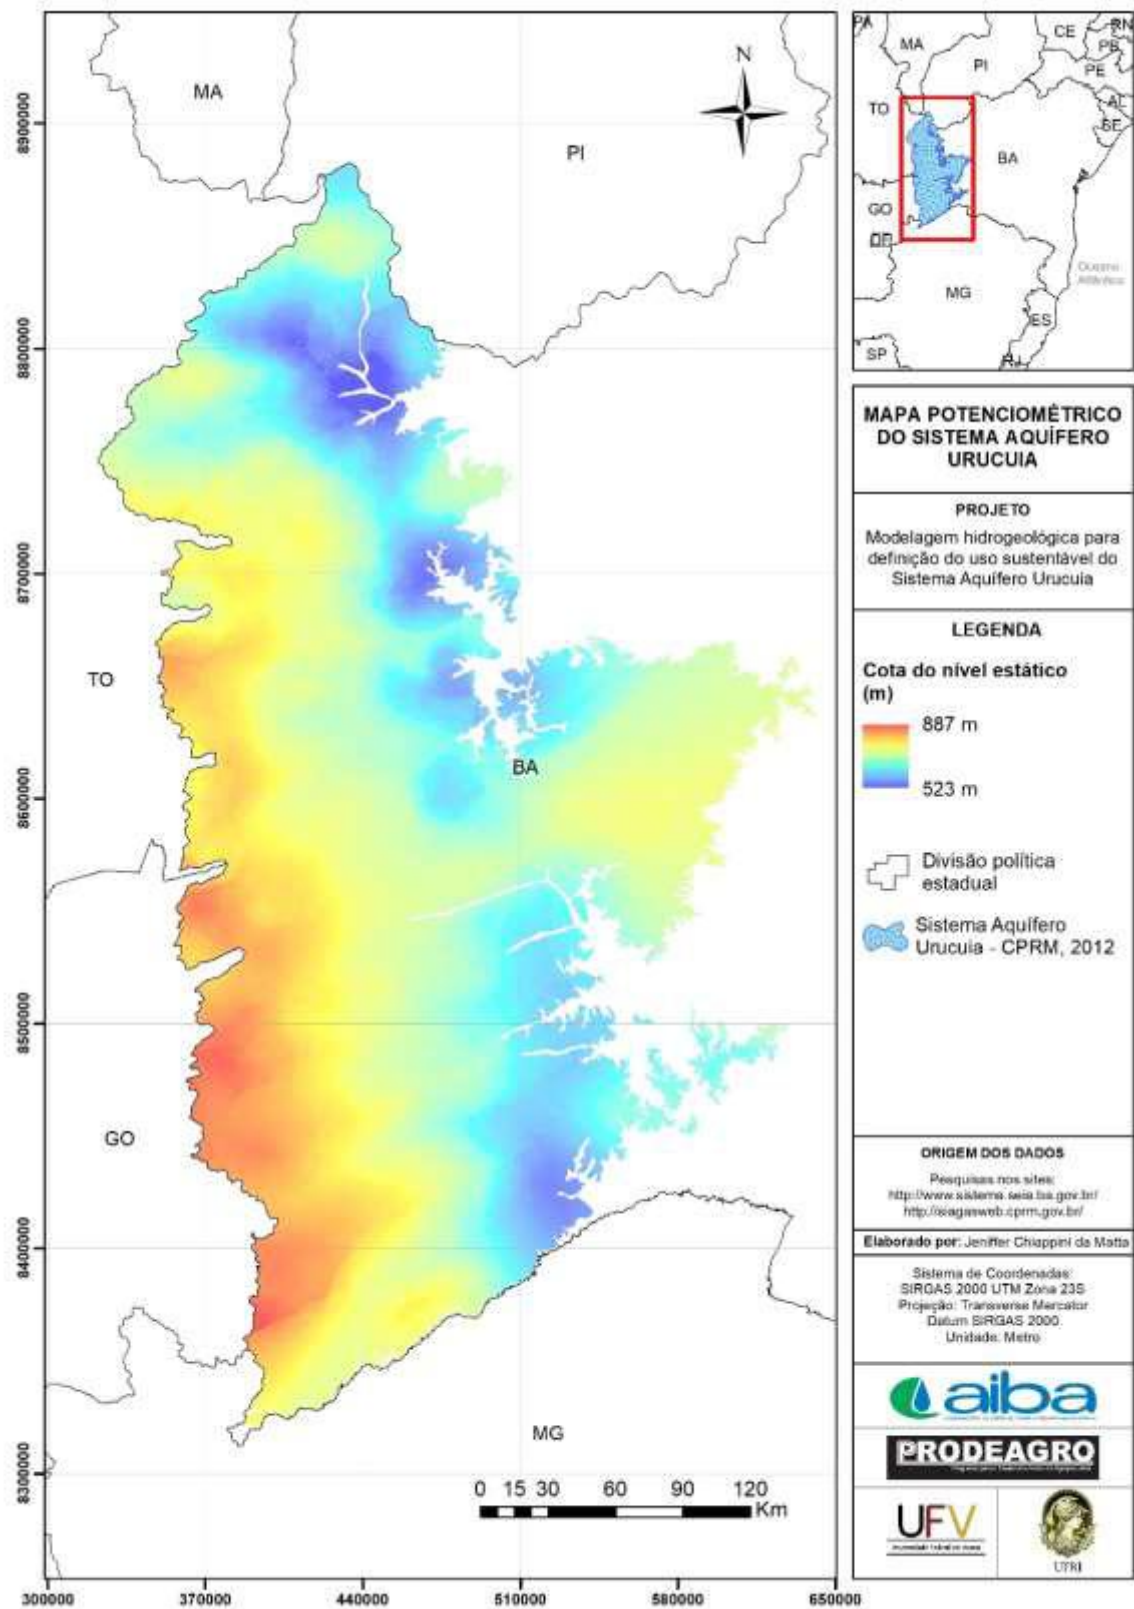 MA
PI
N
TO
BA
GO
MG
8900000
8800000
8700000
8600000
8500000
8400000
8300000
300000
370000
440000
510000
580000
650000
0 15 30 60 90 120
Km
PA
MA
CE
RN
PB
PI
PE
TO
AL
SE
BA
GO
DF
MG
ES
SP
RJ
Oceano
Atlântico
MAPA POTENCIOMÉTRICO
DO SISTEMA AQUÍFERO
URUCUIA
PROJETO
Modelagem hidrogeológica para
definição do uso sustentável do
Sistema Aquífero Urucuia
LEGENDA
Cota do nível estático
(m)
887 m
523 m
Divisão política
estadual
Sistema Aquífero
Urucuia - CPRM, 2012
ORIGEM DOS DADOS
Pesquisas nos sites:
http://www.sistema.seia.ba.gov.br/
http://siagasweb.cprm.gov.br/
Elaborado por: Jeniffer Chiappini da Matta
Sistema de Coordenadas:
SIRGAS 2000 UTM Zona 23S
Projeção: Transverse Mercator
Datum SIRGAS 2000
Unidade: Metro
aiba
PRODEAGRO
UFV
UFRJ